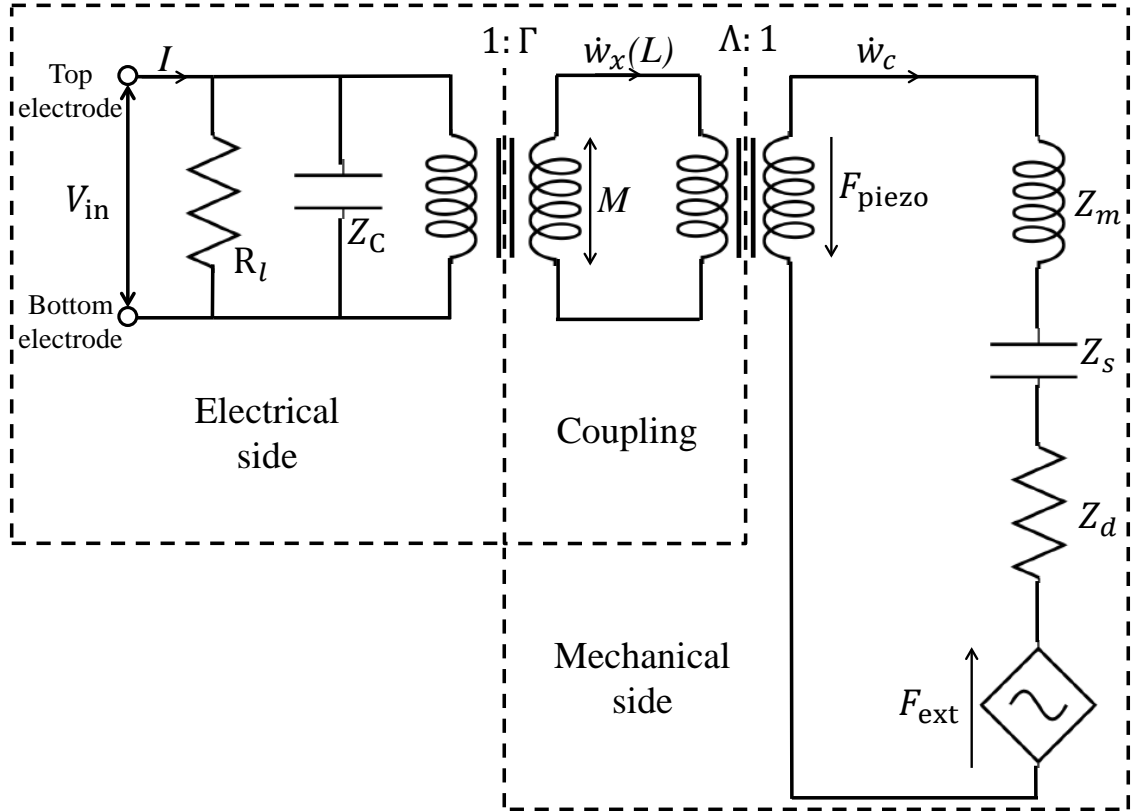 1: Γ
ẇ_x(L)
Λ: 1
ẇ_c
I
Top
electrode
V_in
R_l
Z_C
M
F_piezo
Z_m
Bottom
electrode
Z_s
Electrical
side
Coupling
Z_d
Mechanical
side
F_ext